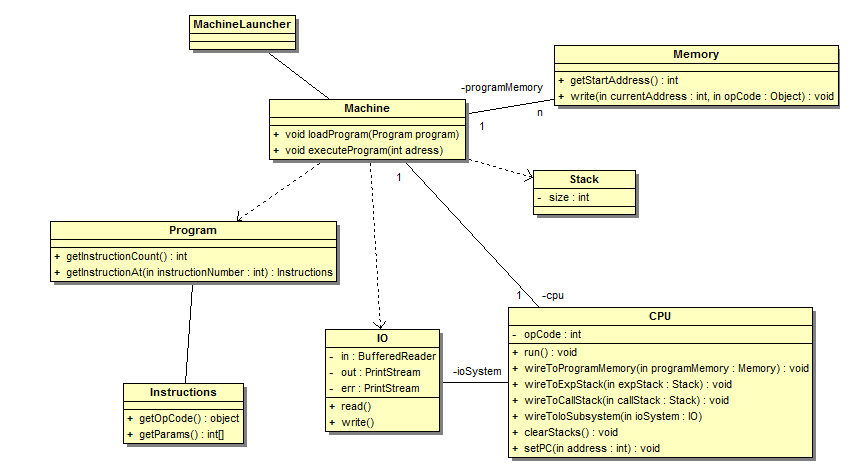 MachineLauncher
Memory
+ getStartAddress() : int
+ write(in currentAddress : int, in opCode : Object) : void
-programMemory
n
1
Machine
+ void loadProgram(Program program)
+ void executeProgram(int adress)
1
Stack
- size : int
Program
+ getInstructionCount() : int
+ getInstructionAt(in instructionNumber : int) : Instructions
1
-cpu
CPU
- opCode : int
+ run() : void
+ wireToProgramMemory(in programMemory : Memory) : void
+ wireToExpStack(in expStack : Stack) : void
+ wireToCallStack(in callStack : Stack) : void
+ wireToIoSubsystem(in ioSystem : IO)
+ clearStacks() : void
+ setPC(in address : int) : void
IO
- in : BufferedReader
- out : PrintStream
- err : PrintStream
+ read()
+ write()
-ioSystem
Instructions
+ getOpCode() : object
+ getParams() : int[]